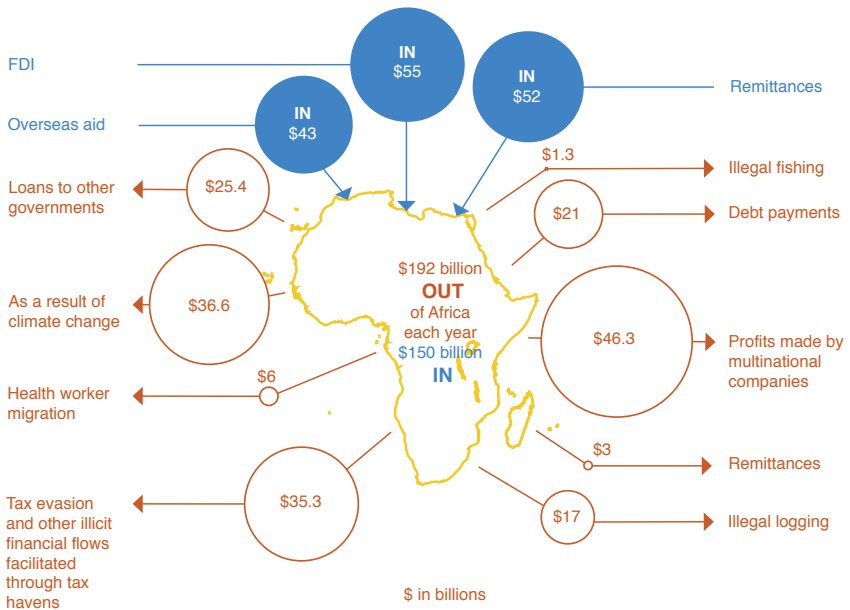 FDI
IN
$55
IN
$52
Remittances
Overseas aid
IN
$43
$1.3
Illegal fishing
Loans to other
governments
$25.4
$21
Debt payments
$192 billion
OUT
of Africa
each year
$150 billion
IN
As a result of
climate change
$36.6
$46.3
Profits made by
multinational
companies
Health worker
migration
$6
$3
Remittances
Tax evasion
and other illicit
financial flows
facilitated
through tax
havens
$35.3
$17
Illegal logging
$ in billions